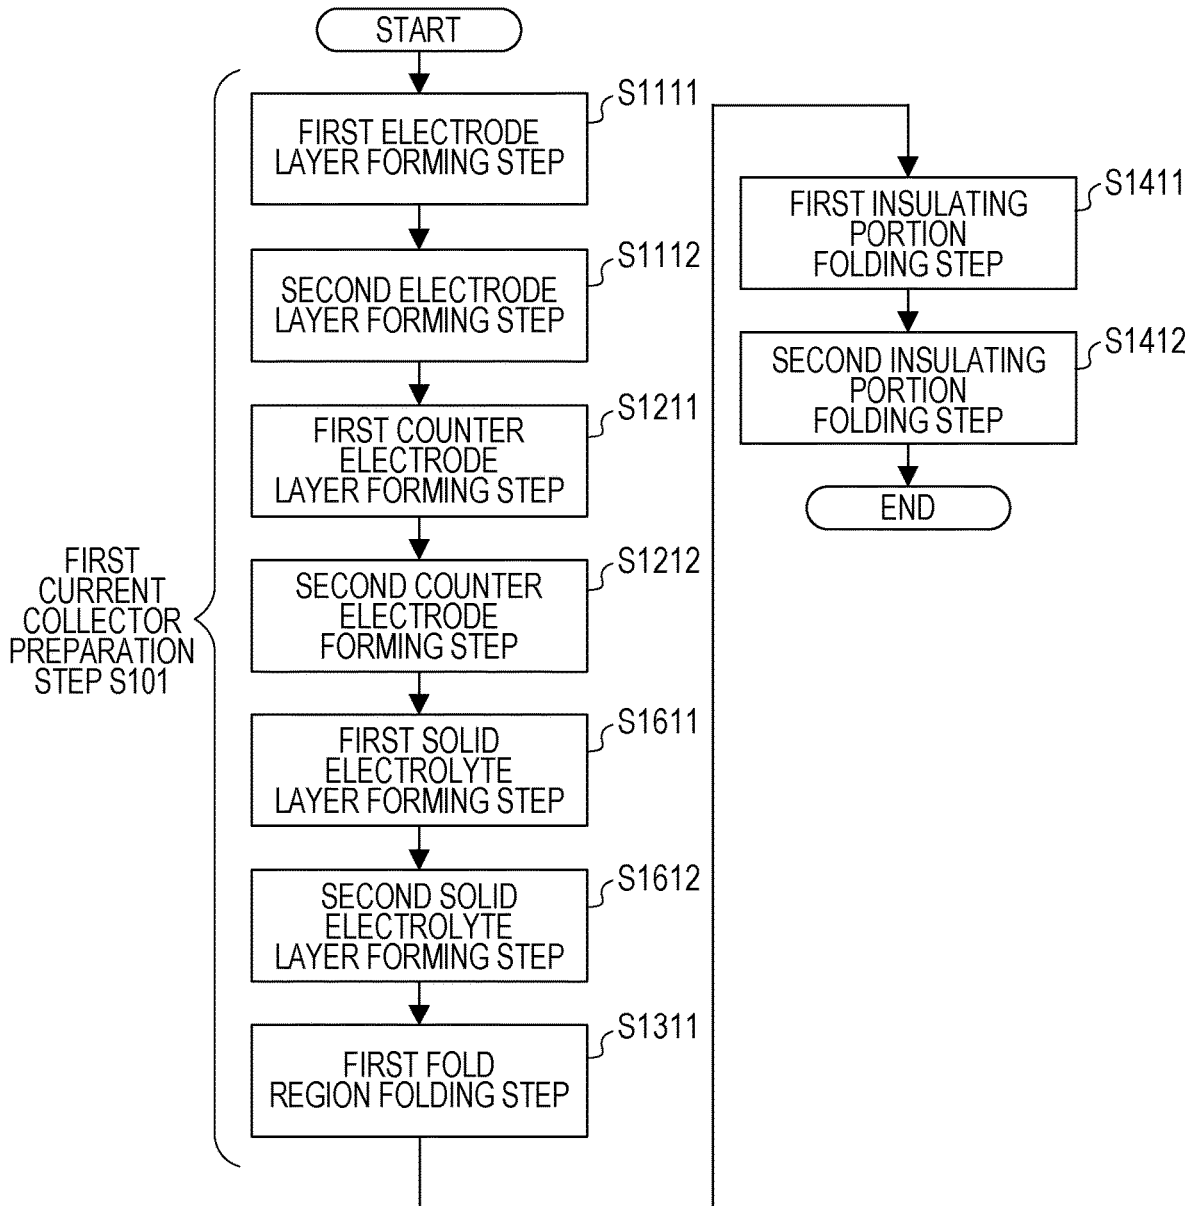 START
S1111
FIRST ELECTRODE
LAYER FORMING STEP
S1112
SECOND ELECTRODE
LAYER FORMING STEP
S1211
FIRST COUNTER
ELECTRODE
LAYER FORMING STEP
S1212
SECOND COUNTER
ELECTRODE
FORMING STEP
S1611
FIRST SOLID
ELECTROLYTE
LAYER FORMING STEP
S1612
SECOND SOLID
ELECTROLYTE
LAYER FORMING STEP
S1311
FIRST FOLD
REGION FOLDING STEP
FIRST
CURRENT
COLLECTOR
PREPARATION
STEP S101
S1411
FIRST INSULATING
PORTION
FOLDING STEP
S1412
SECOND INSULATING
PORTION
FOLDING STEP
END